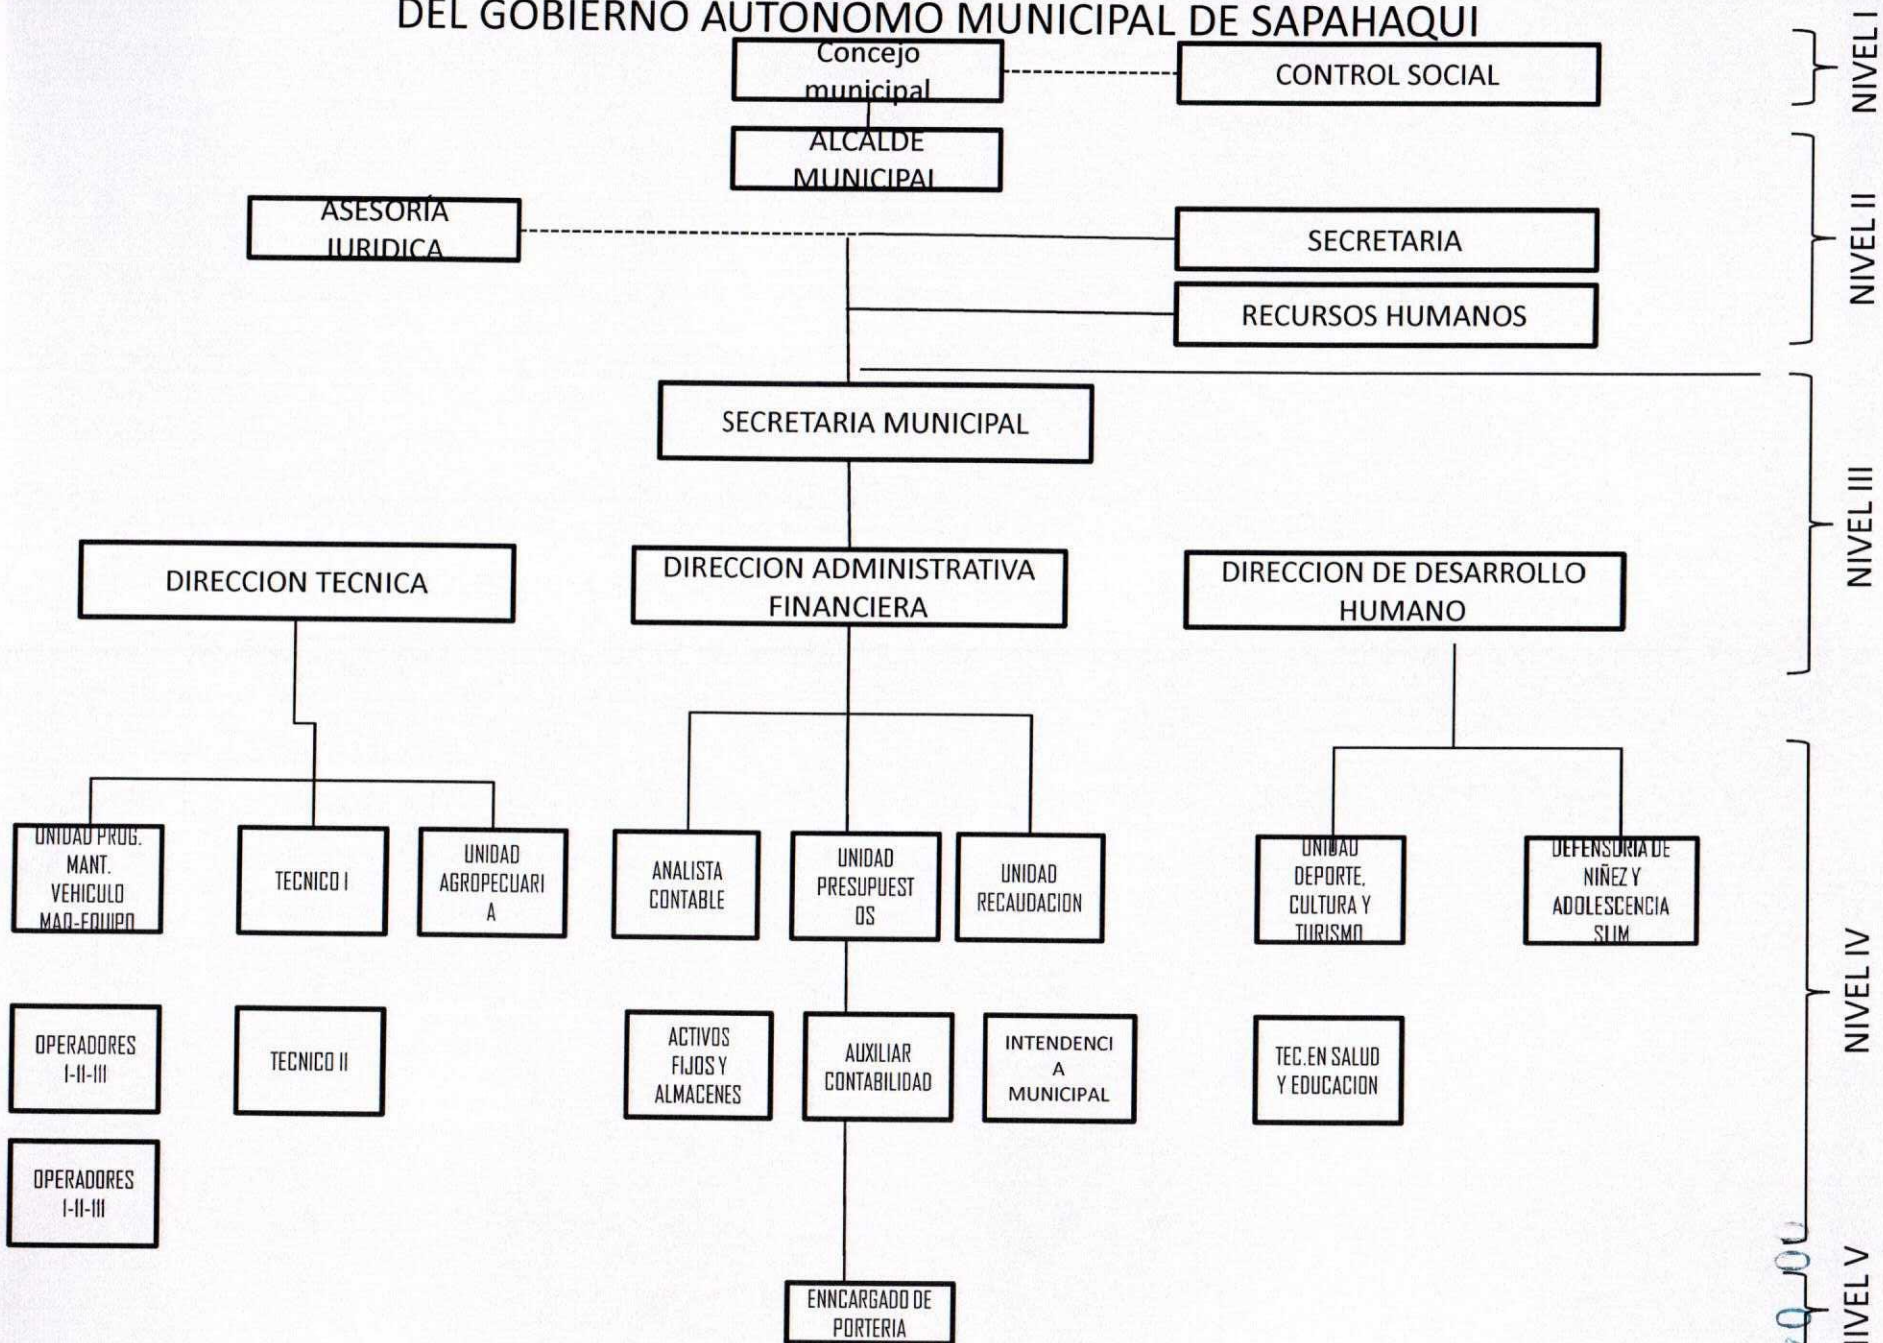 DEL GOBIERNO AUTONOMO MUNICIPAL DE SAPAHAQUI
Concejo
municipal
CONTROL SOCIAL
NIVEL I
ALCALDE
MUNICIPAL
ASESORÍA
JURIDICA
SECRETARIA
RECURSOS HUMANOS
NIVEL II
SECRETARIA MUNICIPAL
DIRECCION TECNICA
DIRECCION ADMINISTRATIVA
FINANCIERA
DIRECCION DE DESARROLLO
HUMANO
NIVEL III
UNIDAD PROG.
MANT.
VEHICULO
MAQ-EQUIPO
TECNICO I
UNIDAD
AGROPECUARI
A
ANALISTA
CONTABLE
UNIDAD
PRESUPUEST
OS
UNIDAD
RECAUDACION
UNIDAD
DEPORTE,
CULTURA Y
TURISMO
DEFENSORIA DE
NIÑEZ Y
ADOLESCENCIA
SLIM
OPERADORES
I-II-III
TECNICO II
ACTIVOS
FIJOS Y
ALMACENES
AUXILIAR
CONTABILIDAD
INTENDENCI
A
MUNICIPAL
TEC.EN SALUD
Y EDUCACION
NIVEL IV
OPERADORES
I-II-III
ENNCARGADO DE
PORTERIA
NIVEL V